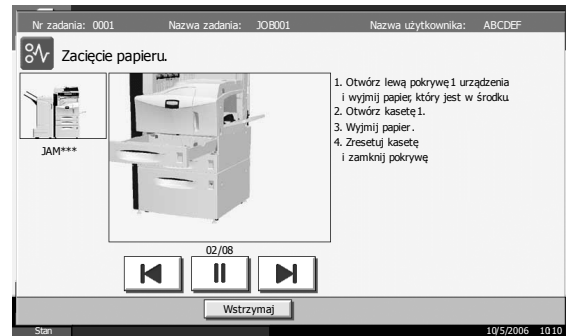 Nr zadania: 0001 Nazwa zadania: JOB001 Nazwa użytkownika: ABCDEF
Zacięcie papieru.
JAM***
1. Otwórz lewą pokrywę 1 urządzenia
i wyjmij papier, który jest w środku.
2. Otwórz kasetę 1.
3. Wyjmij papier.
4. Zresetuj kasetę
i zamknij pokrywę
02/08
Wstrzymaj
Stan 10/5/2006 10:10